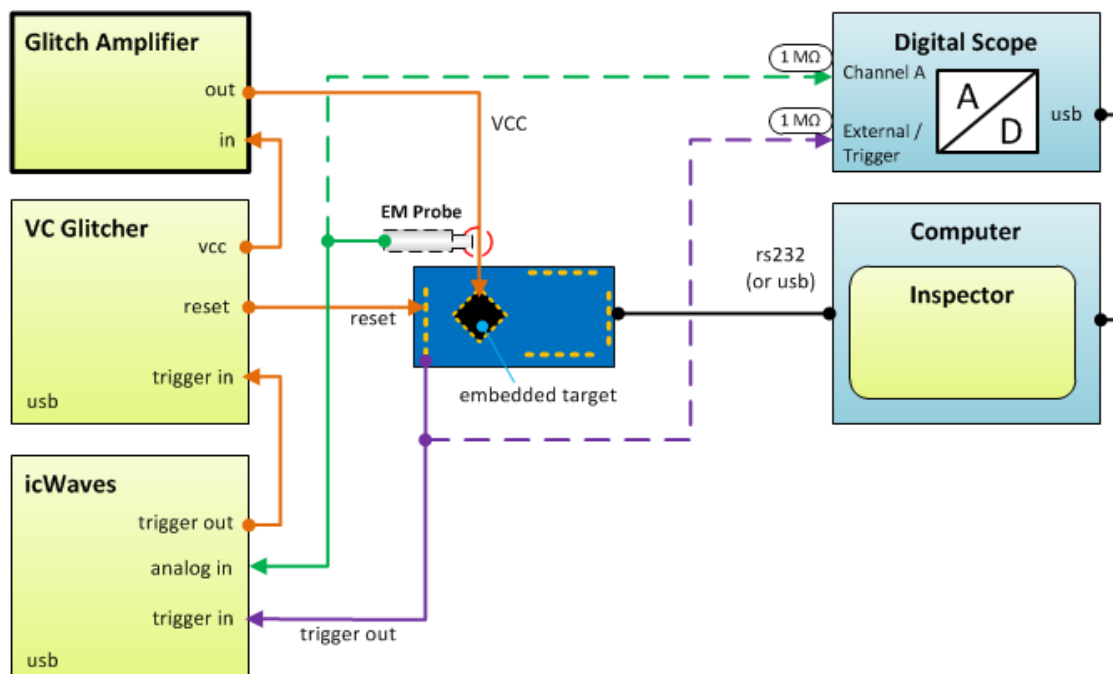 Glitch Amplifier
out
in
VC Glitcher
vcc
reset
trigger in
usb
icWaves
trigger out
analog in
trigger in
usb
VCC
EM Probe
reset
embedded target
trigger out
rs232
(or usb)
1 MΩ
1 MΩ
Digital Scope
Channel A
External /
Trigger
A
D
usb
Computer
Inspector